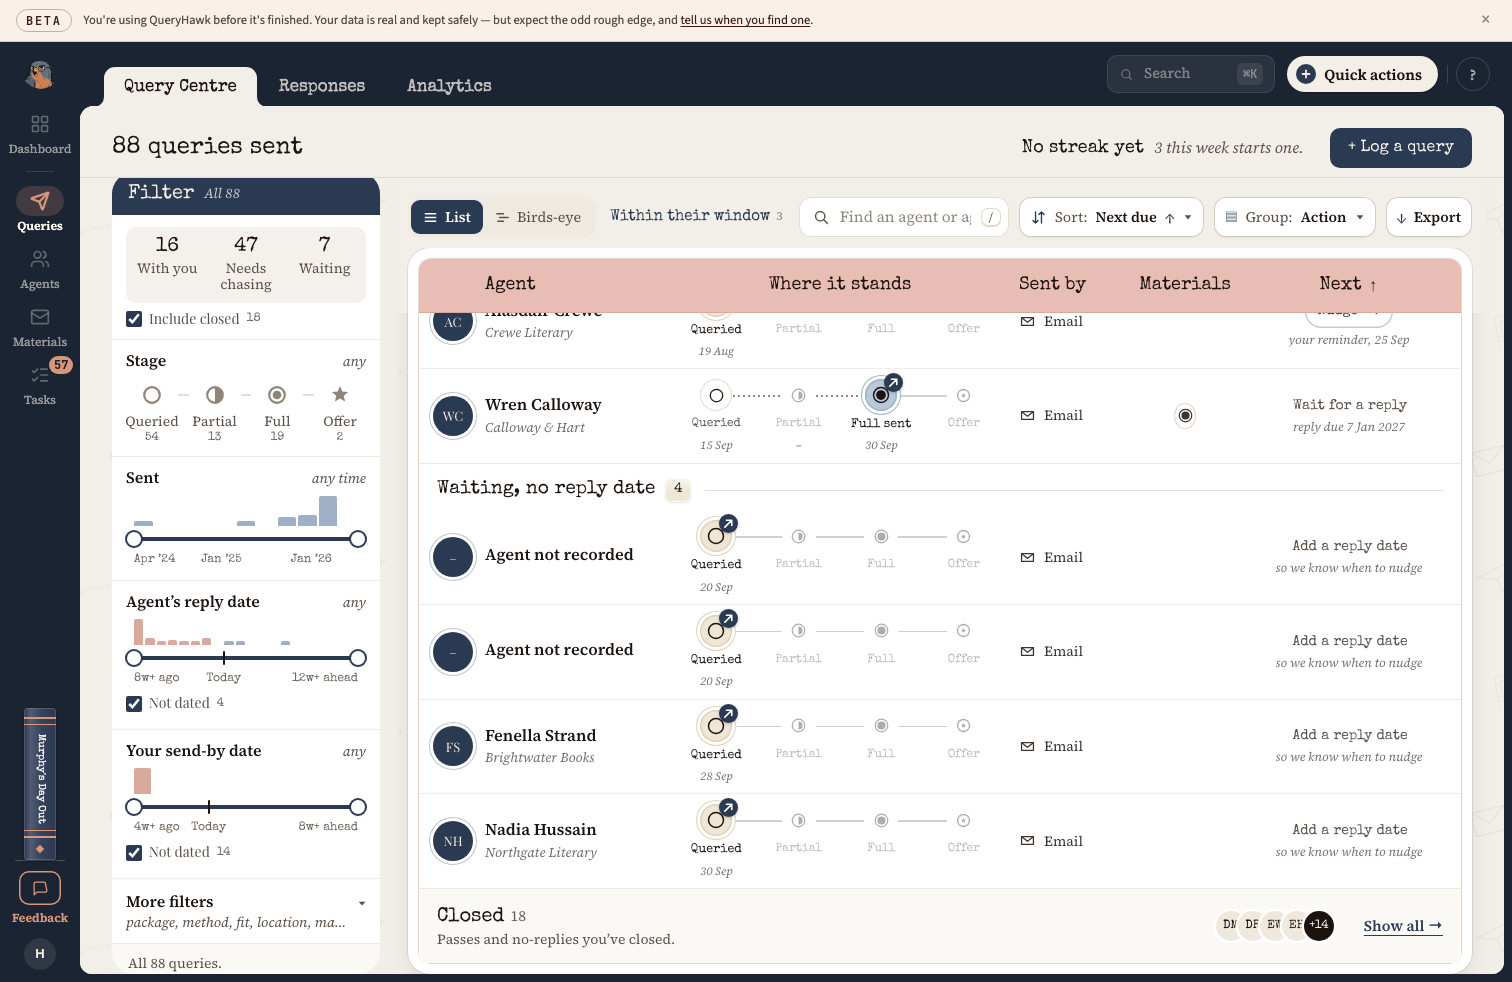 BETA
You're using QueryHawk before it's finished. Your data is real and kept safely — but expect the odd rough edge, and tell us when you find one.
×
Query Centre
Responses
Analytics
Search
⌘K
Quick actions
?
Dashboard
Queries
Agents
Materials
57
Tasks
Murphy's Day Out
Feedback
H
88 queries sent
No streak yet 3 this week starts one.
+ Log a query
Filter All 88
16 With you
47 Needs chasing
7 Waiting
Include closed 18
Stage any
Queried Partial Full Offer
54 13 19 2
Sent any time
Apr ’24 Jan ’25 Jan ’26
Agent’s reply date any
8w+ ago Today 12w+ ahead
Not dated 4
Your send-by date any
4w+ ago Today 8w+ ahead
Not dated 14
More filters
package, method, fit, location, ma…
All 88 queries.
List
Birds-eye
Within their window 3
Find an agent or a
/
Sort: Next due ↑
Group: Action
↓ Export
Agent Where it stands Sent by Materials Next ↑
AC
Crewe Literary
Queried Partial Full Offer
19 Aug
Email
your reminder, 25 Sep
WC
Wren Calloway
Calloway & Hart
Queried Partial Full sent Offer
15 Sep – 30 Sep
Email
Wait for a reply
reply due 7 Jan 2027
Waiting, no reply date 4
–
Agent not recorded
Queried Partial Full Offer
20 Sep
Email
Add a reply date
so we know when to nudge
–
Agent not recorded
Queried Partial Full Offer
20 Sep
Email
Add a reply date
so we know when to nudge
FS
Fenella Strand
Brightwater Books
Queried Partial Full Offer
28 Sep
Email
Add a reply date
so we know when to nudge
NH
Nadia Hussain
Northgate Literary
Queried Partial Full Offer
30 Sep
Email
Add a reply date
so we know when to nudge
Closed 18
Passes and no-replies you’ve closed.
+14
Show all →